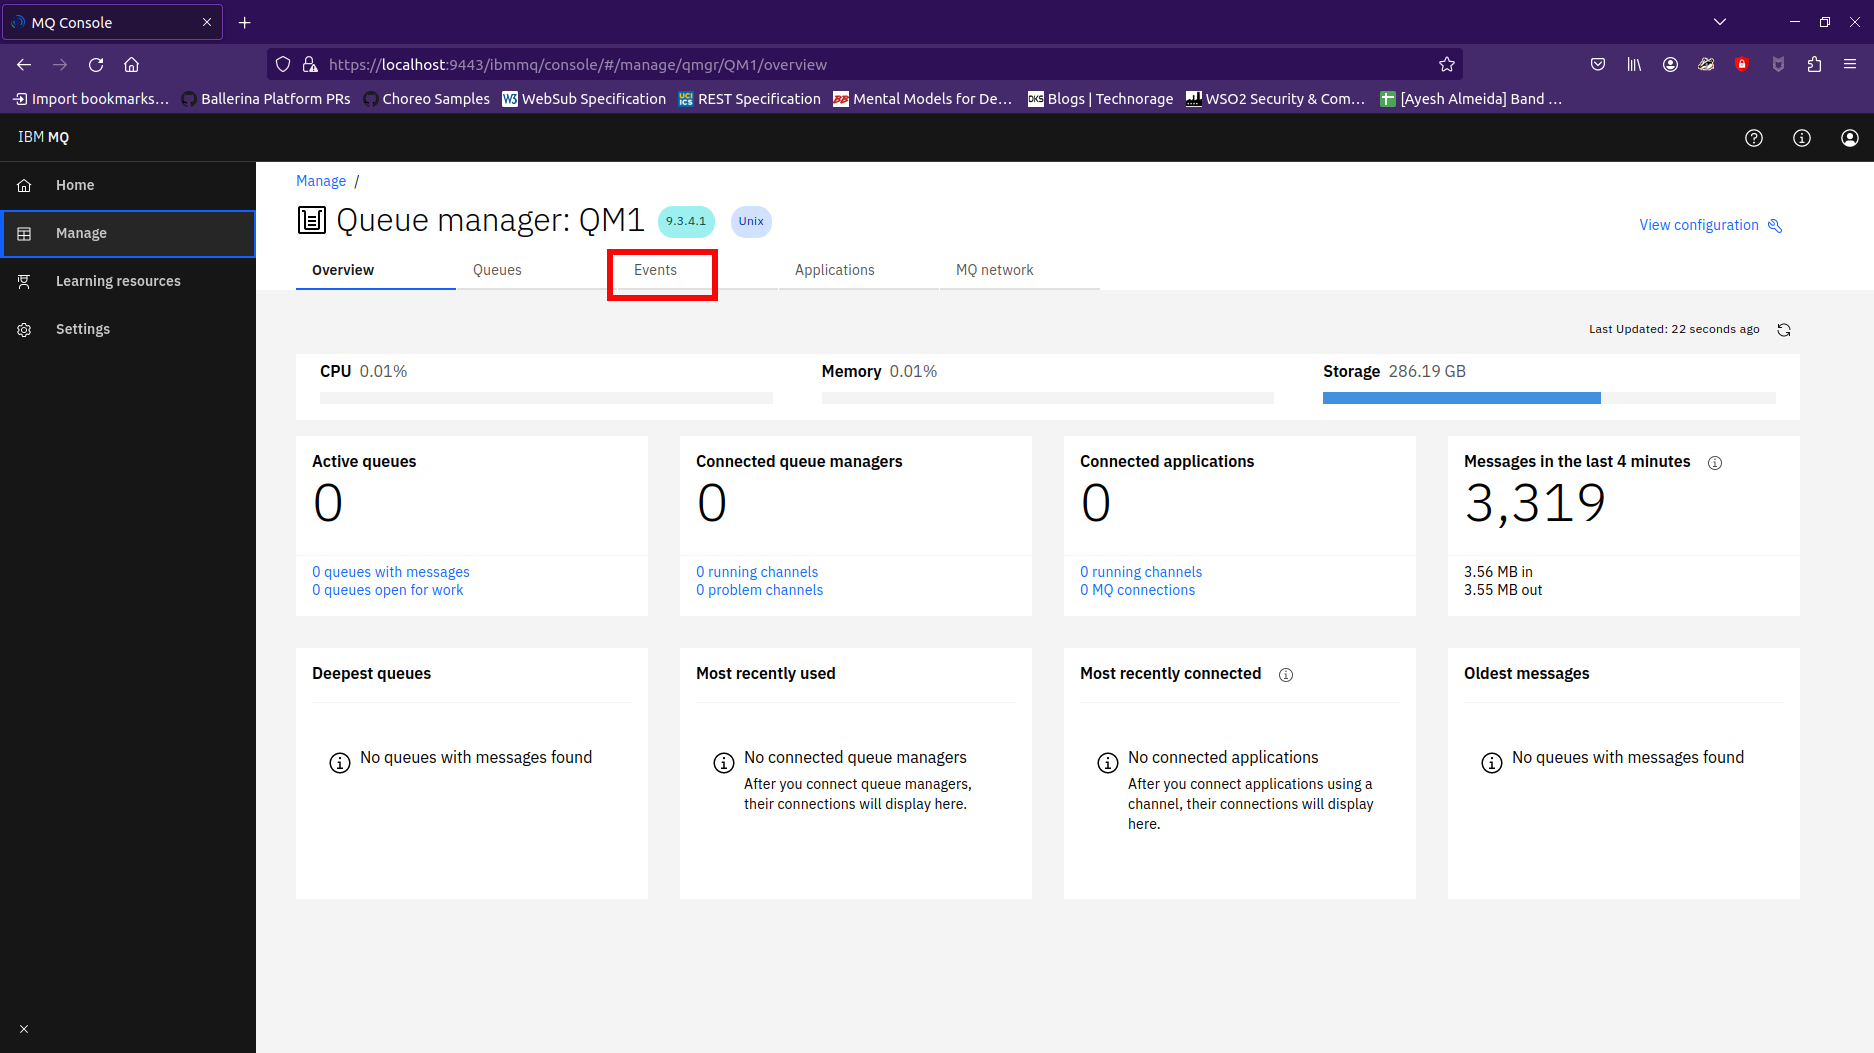 MQ Console
https://localhost:9443/ibmmq/console/#/manage/qmgr/QM1/overview
Import bookmarks... Ballerina Platform PRs Choreo Samples W3 WebSub Specification UCI ICS REST Specification BB Mental Models for De... DKS Blogs | Technorage WSO2 Security & Com... [Ayesh Almeida] Band ...
IBM MQ
Home
Manage
Learning resources
Settings
Manage /
Queue manager: QM1 9.3.4.1 Unix
View configuration
Overview Queues Events Applications MQ network
Last Updated: 22 seconds ago
CPU 0.01% Memory 0.01% Storage 286.19 GB
Active queues
0
0 queues with messages
0 queues open for work
Connected queue managers
0
0 running channels
0 problem channels
Connected applications
0
0 running channels
0 MQ connections
Messages in the last 4 minutes
3,319
3.56 MB in
3.55 MB out
Deepest queues
No queues with messages found
Most recently used
No connected queue managers
After you connect queue managers,
their connections will display here.
Most recently connected
No connected applications
After you connect applications using a
channel, their connections will display
here.
Oldest messages
No queues with messages found